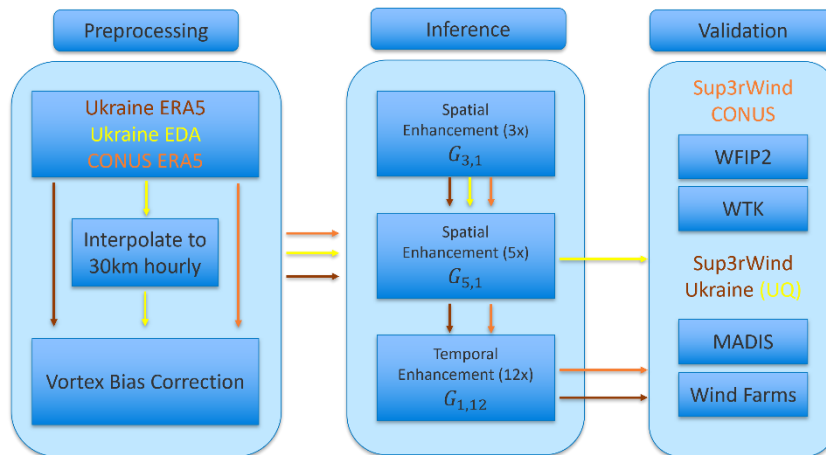 Preprocessing
Ukraine ERA5
Ukraine EDA
CONUS ERA5
Interpolate to
30km hourly
Vortex Bias Correction
Inference
Spatial
Enhancement (3x)
G3,1
Spatial
Enhancement (5x)
G5,1
Temporal
Enhancement (12x)
G1,12
Validation
Sup3rWind
CONUS
WFIP2
WTK
Sup3rWind
Ukraine (UQ)
MADIS
Wind Farms